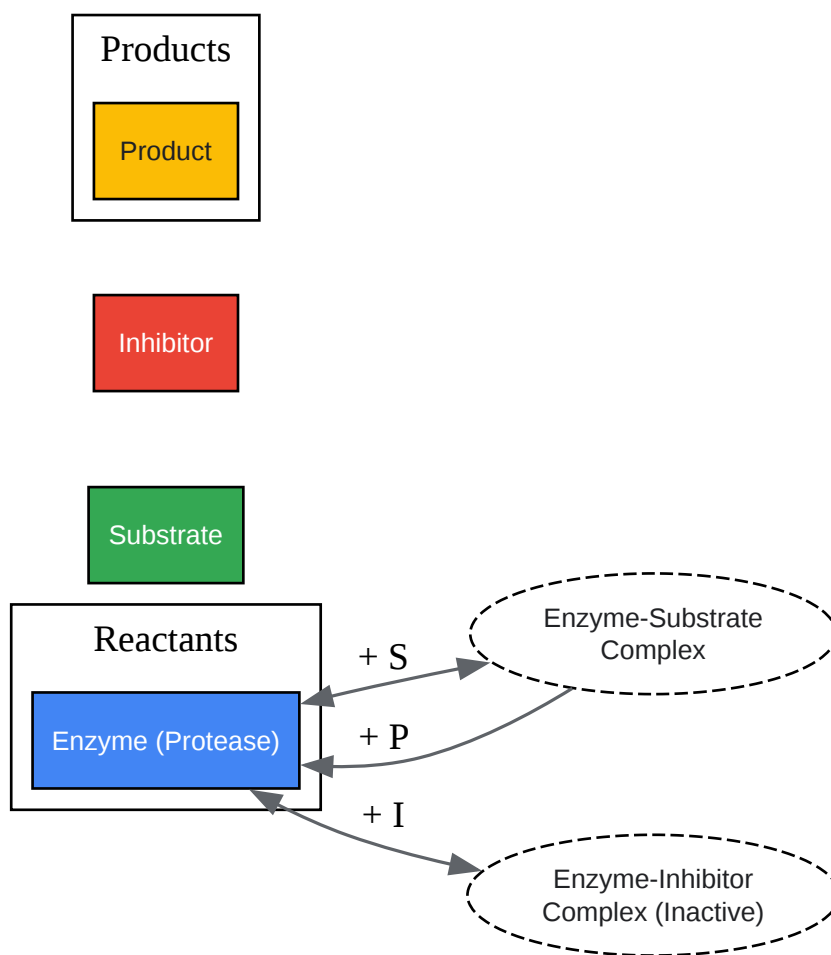 Products
Product
Inhibitor
Substrate
Reactants
Enzyme (Protease)
+ S
+ P
+ I
Enzyme-Substrate
Complex
Enzyme-Inhibitor
Complex (Inactive)